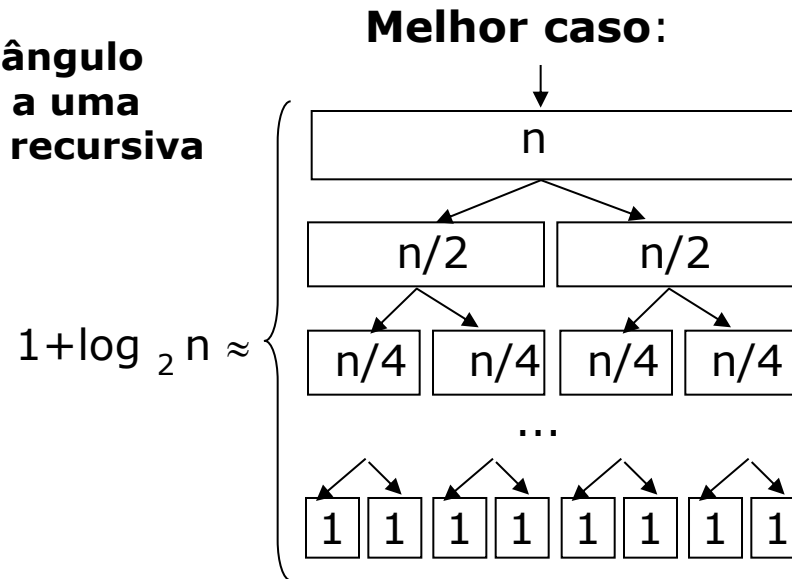 Melhor caso:
ângulo
a uma
recursiva
n
n/2 n/2
1+log 2 n ≈
n/4 n/4 n/4 n/4
...
1 1 1 1 1 1 1 1